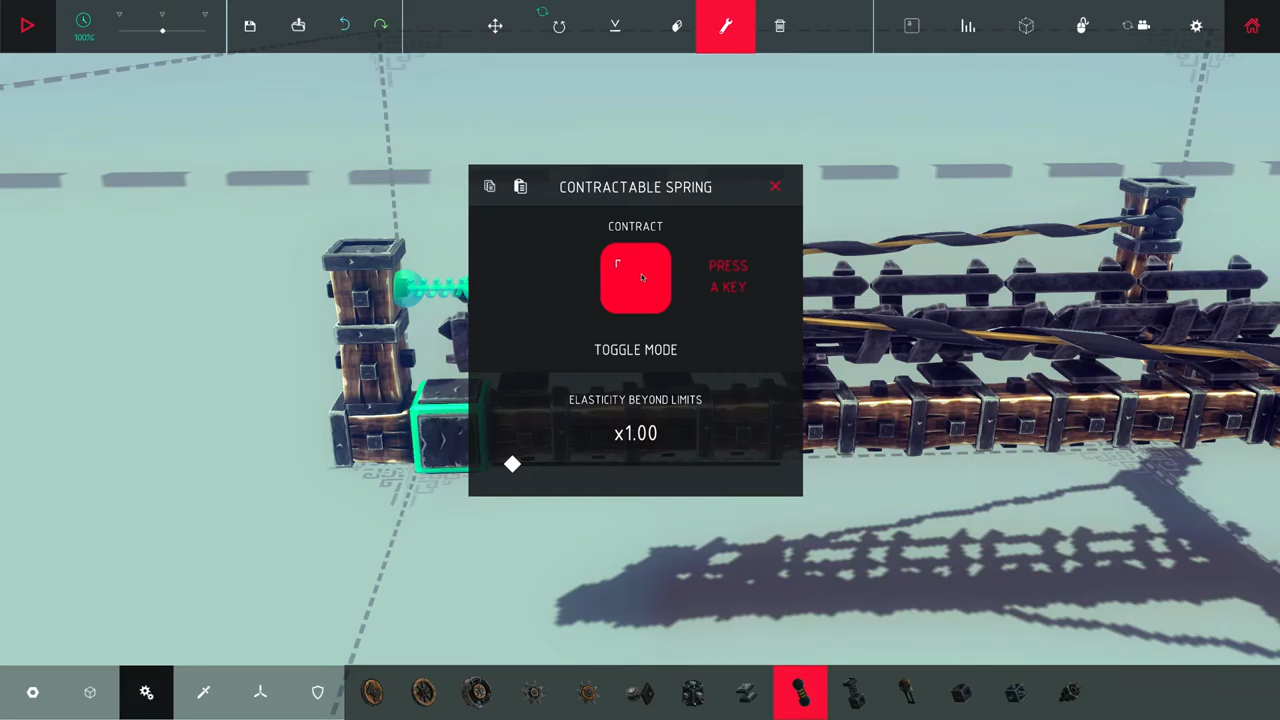 100%
CONTRACTABLE SPRING
CONTRACT
PRESS
A KEY
TOGGLE MODE
ELASTICITY BEYOND LIMITS
x1.00